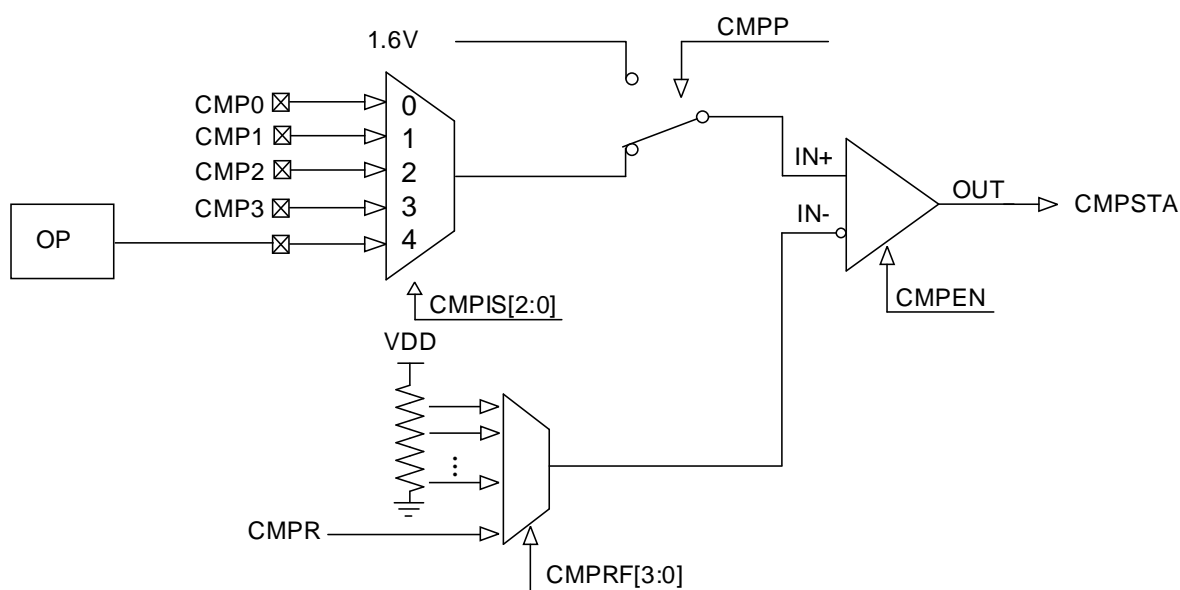 CMPP
1.6V
CMP0
0
CMP1
1
CMP2
2
CMP3
3
OP
4
IN+
IN-
OUT
CMPSTA
CMPIS[2:0]
CMPEN
VDD
CMPR
CMPRF[3:0]